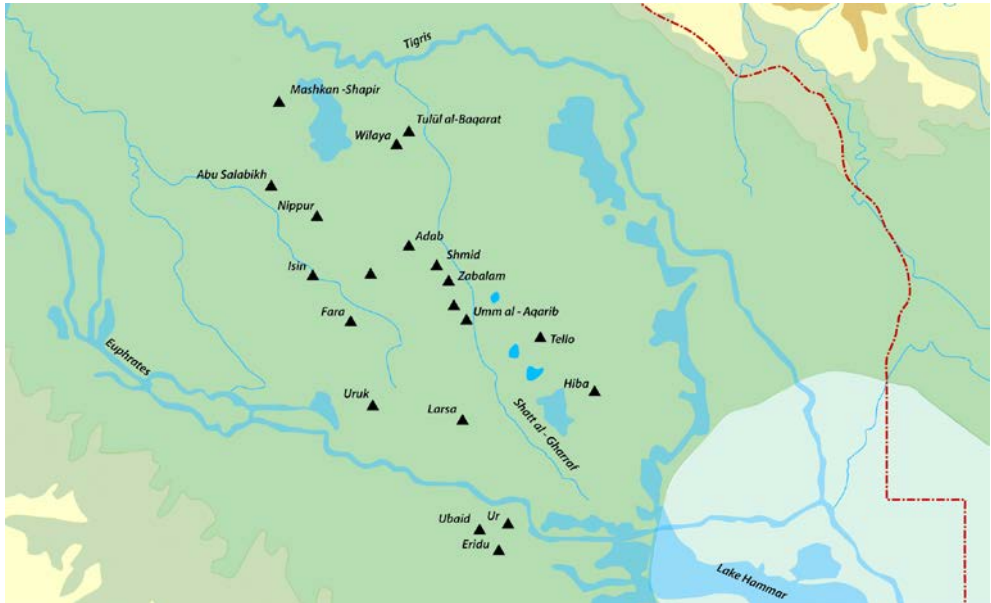 Tigris
Mashkan -Shapir
Tulūl al-Baqarat
Wilaya
Abu Salabikh
Nippur
Adab
Shmid
Isin
Zabalam
Fara
Umm al - Aqarib
Tello
Euphrates
Hiba
Uruk
Larsa
Shatt al - Gharraf
Ur
Ubaid
Eridu
Lake Hammar